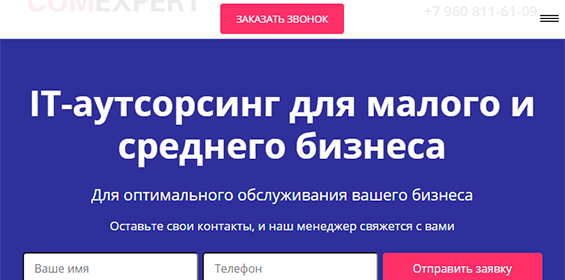 COMEXPERT
ЗАКАЗАТЬ ЗВОНОК
+7 960 811-61-09
IT-аутсорсинг для малого и
среднего бизнеса
Для оптимального обслуживания вашего бизнеса
Оставьте свои контакты, и наш менеджер свяжется с вами
Ваше имя
Телефон
Отправить заявку